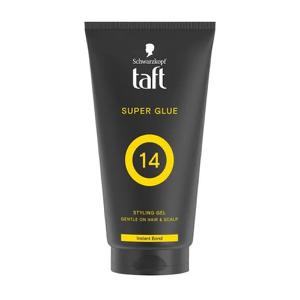 Schwarzkopf
taft
SUPER GLUE
14
STYLING GEL
GENTLE ON HAIR & SCALP
Instant Bond